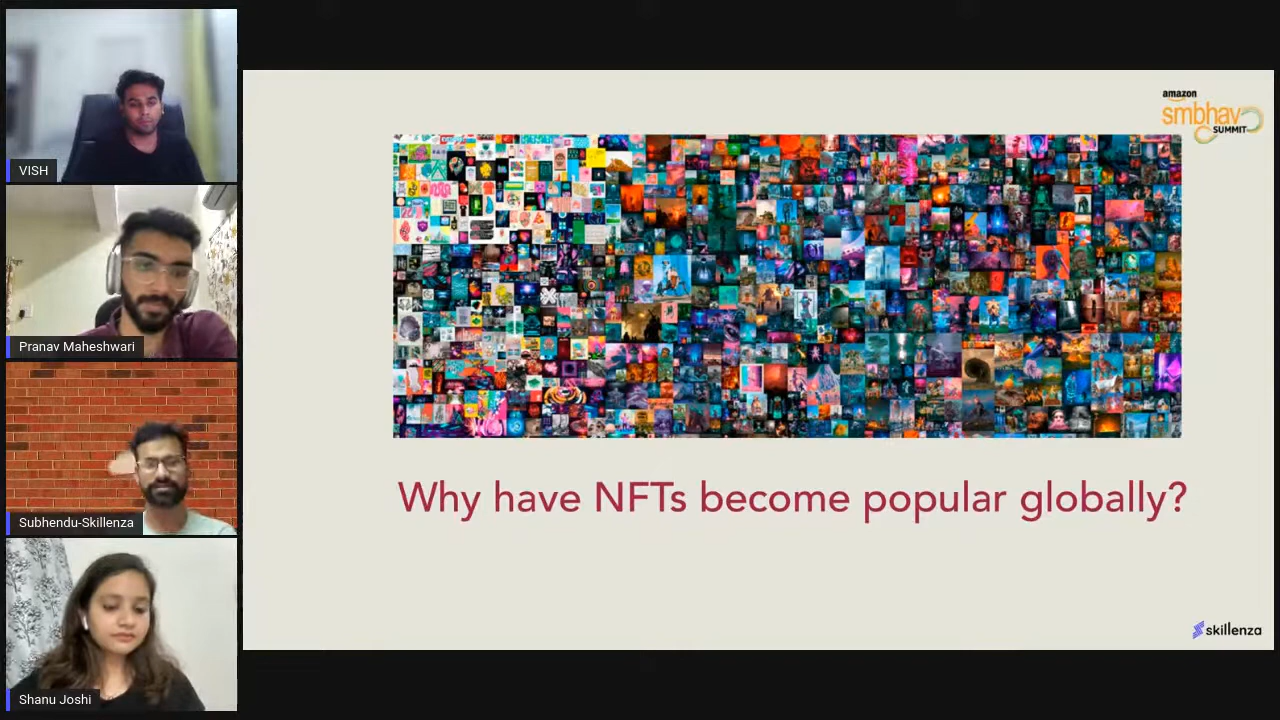 VISH
Pranav Maheshwari
Subhendu-Skillenza
Shanu Joshi
amazon
smbhav
SUMMIT
Why have NFTs become popular globally?
skillenza